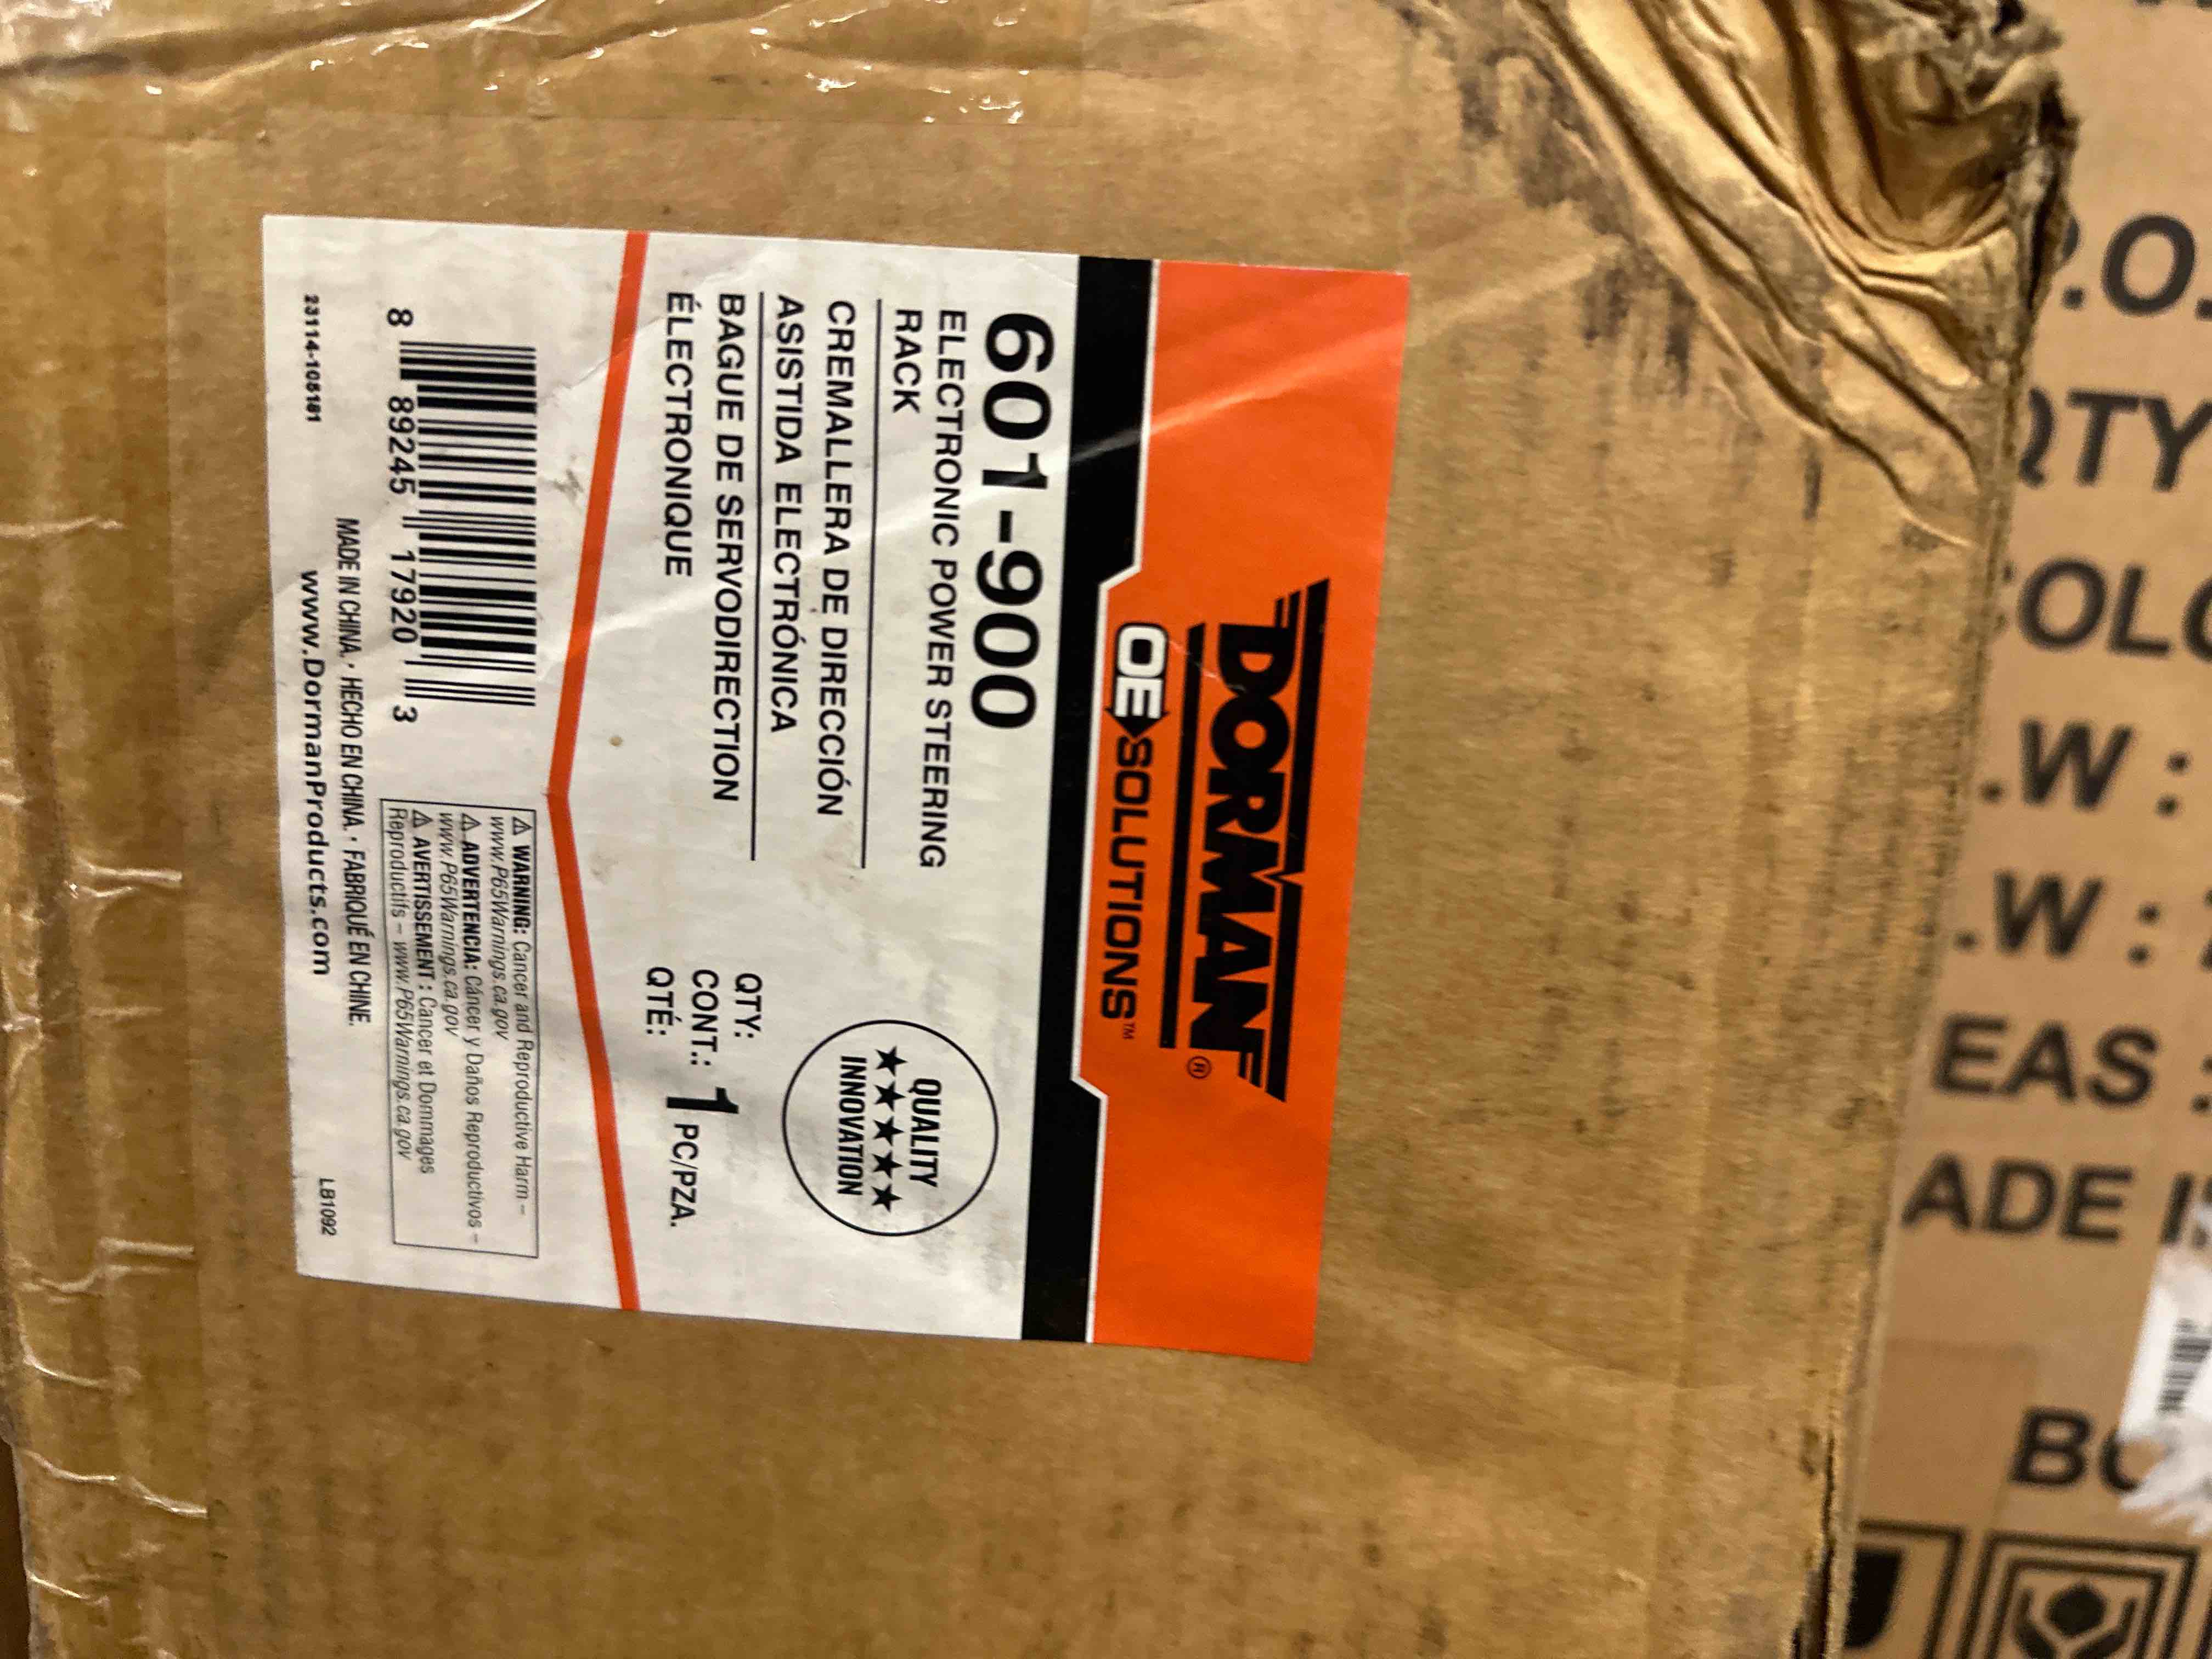 DORMAN®
OE SOLUTIONS™
601-900
ELECTRONIC POWER STEERING
RACK
CREMALLERA DE DIRECCIÓN
ASISTIDA ELECTRÓNICA
BAGUE DE SERVODIRECTION
ÉLECTRONIQUE
QUALITY
★★★★★
INNOVATION
QTY:
CONT.: 1 PC/PZA.
QTÉ:
8 89245 17920 3
⚠ WARNING: Cancer and Reproductive Harm –
www.P65Warnings.ca.gov
⚠ ADVERTENCIA: Cáncer y Daños Reproductivos –
www.P65Warnings.ca.gov
⚠ AVERTISSEMENT : Cancer et Dommages
Reproductifs – www.P65Warnings.ca.gov
MADE IN CHINA. • HECHO EN CHINA. • FABRIQUÉ EN CHINE.
23114-105181 www.DormanProducts.com LB1092
.O.
QTY
OLO
.W :
.W :
EAS :
ADE I